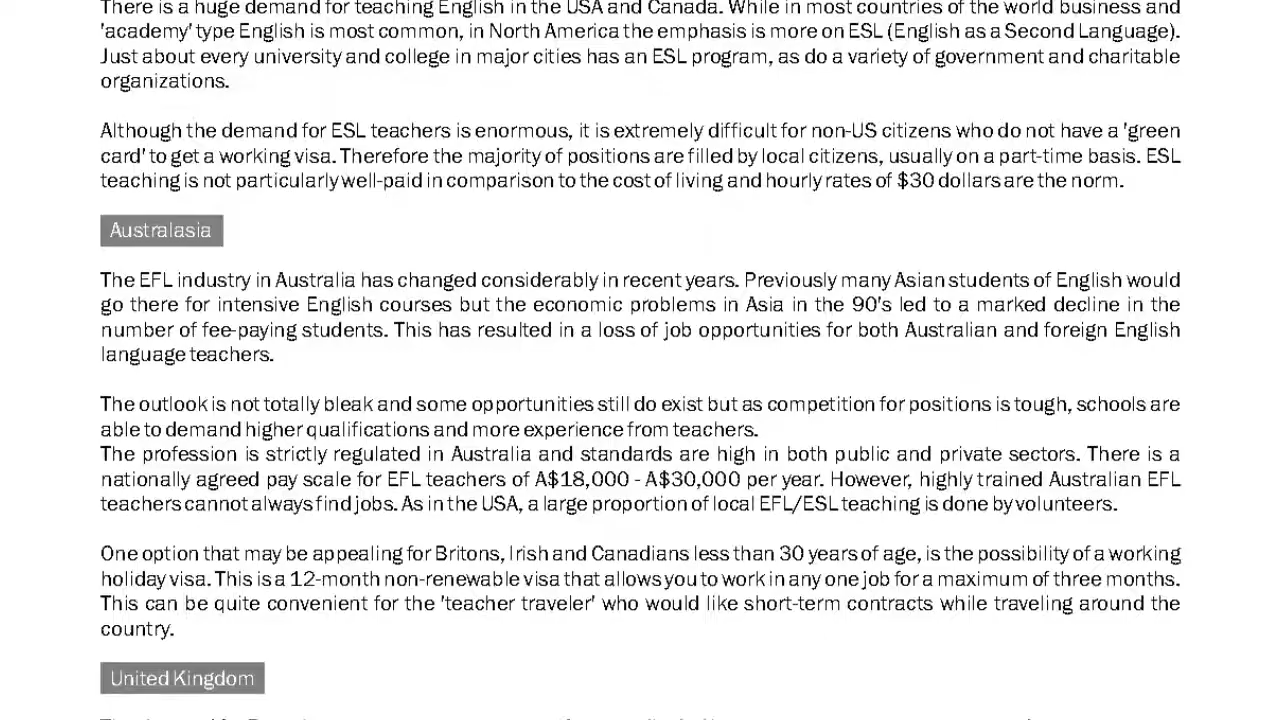 There is a huge demand for teaching English in the USA and Canada. While in most countries of the world business and
'academy' type English is most common, in North America the emphasis is more on ESL (English as a Second Language).
Just about every university and college in major cities has an ESL program, as do a variety of government and charitable
organizations.
Although the demand for ESL teachers is enormous, it is extremely difficult for non-US citizens who do not have a 'green
card' to get a working visa. Therefore the majority of positions are filled by local citizens, usually on a part-time basis. ESL
teaching is not particularly well-paid in comparison to the cost of living and hourly rates of $30 dollars are the norm.
Australasia
The EFL industry in Australia has changed considerably in recent years. Previously many Asian students of English would
go there for intensive English courses but the economic problems in Asia in the 90's led to a marked decline in the
number of fee-paying students. This has resulted in a loss of job opportunities for both Australian and foreign English
language teachers.
The outlook is not totally bleak and some opportunities still do exist but as competition for positions is tough, schools are
able to demand higher qualifications and more experience from teachers.
The profession is strictly regulated in Australia and standards are high in both public and private sectors. There is a
nationally agreed pay scale for EFL teachers of A$18,000 - A$30,000 per year. However, highly trained Australian EFL
teachers cannot always find jobs. As in the USA, a large proportion of local EFL/ESL teaching is done by volunteers.
One option that may be appealing for Britons, Irish and Canadians less than 30 years of age, is the possibility of a working
holiday visa. This is a 12-month non-renewable visa that allows you to work in any one job for a maximum of three months.
This can be quite convenient for the 'teacher traveler' who would like short-term contracts while traveling around the
country.
United Kingdom